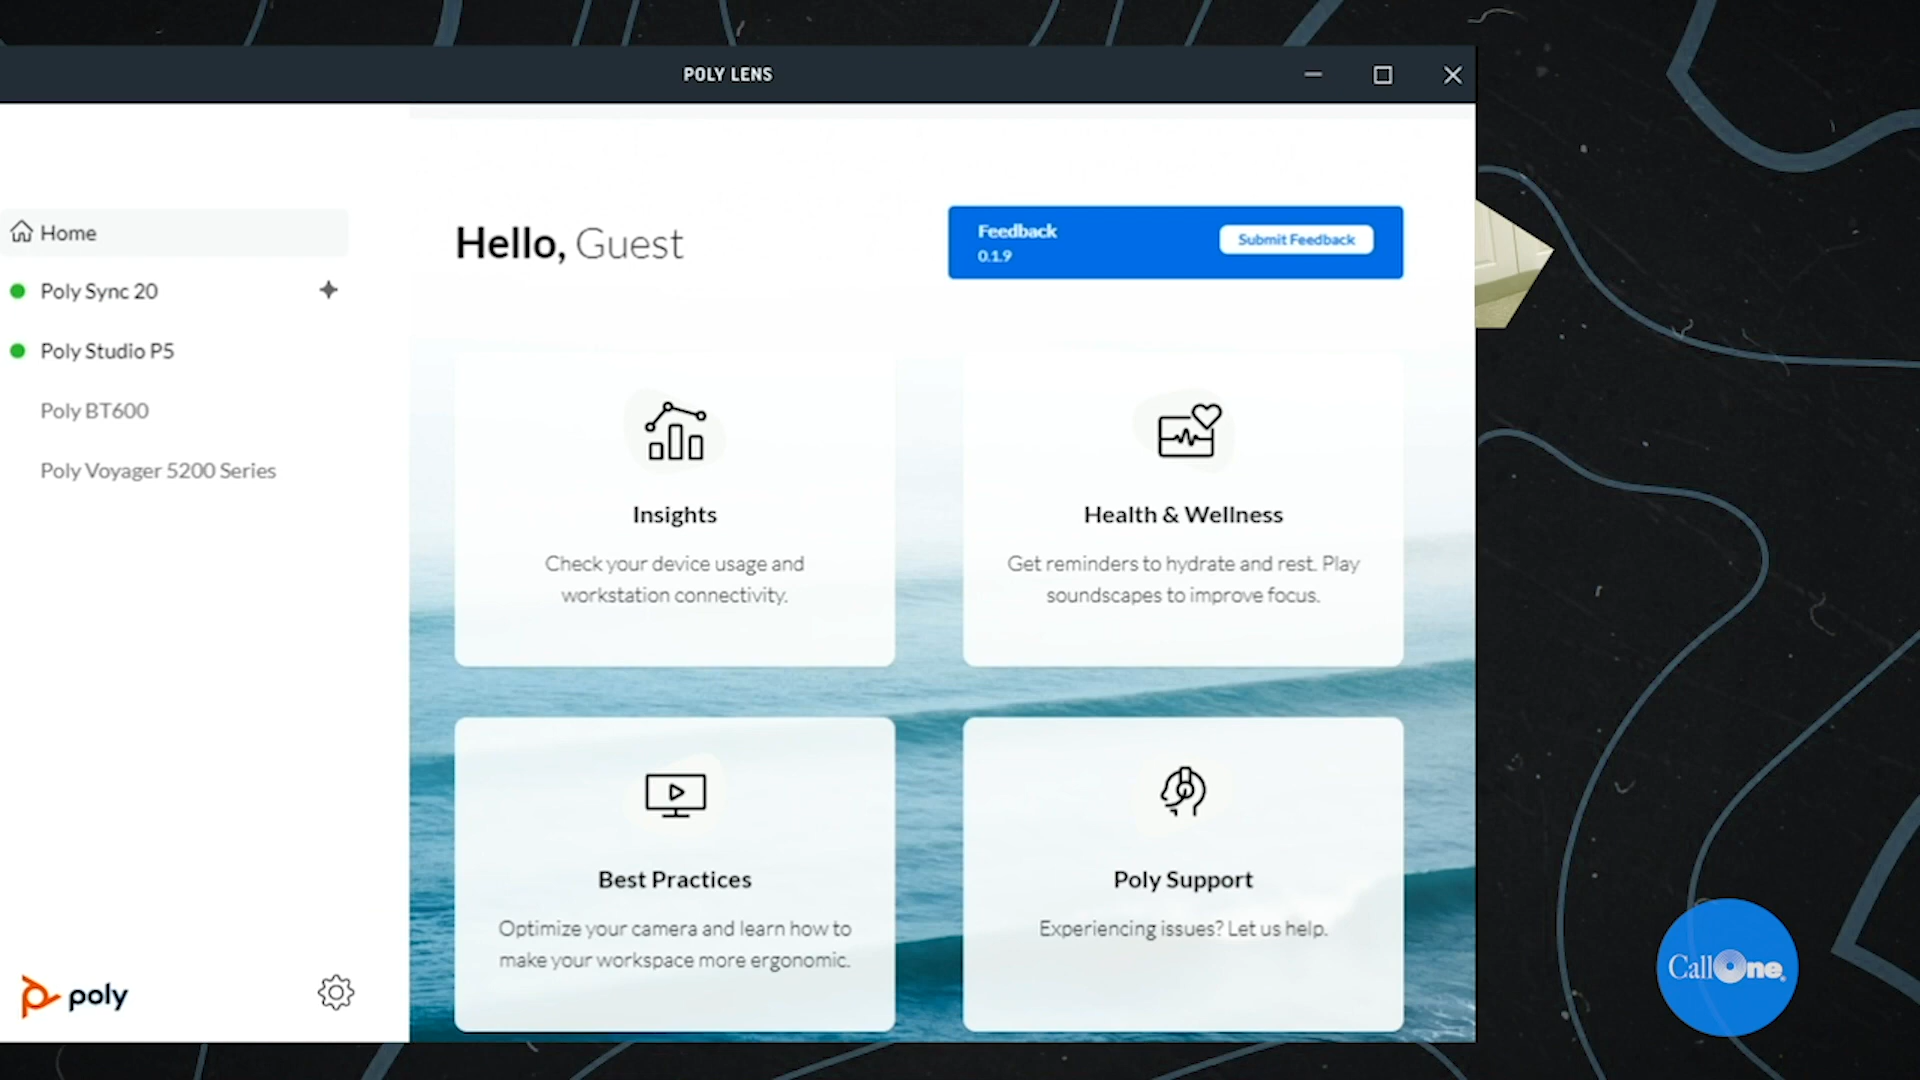 POLY LENS
Home
Poly Sync 20
Poly Studio P5
Poly BT600
Poly Voyager 5200 Series
poly
Hello, Guest
Feedback
0.1.9
Submit Feedback
Insights
Check your device usage and
workstation connectivity.
Health & Wellness
Get reminders to hydrate and rest. Play
soundscapes to improve focus.
Best Practices
Optimize your camera and learn how to
make your workspace more ergonomic.
Poly Support
Experiencing issues? Let us help.
CallOne